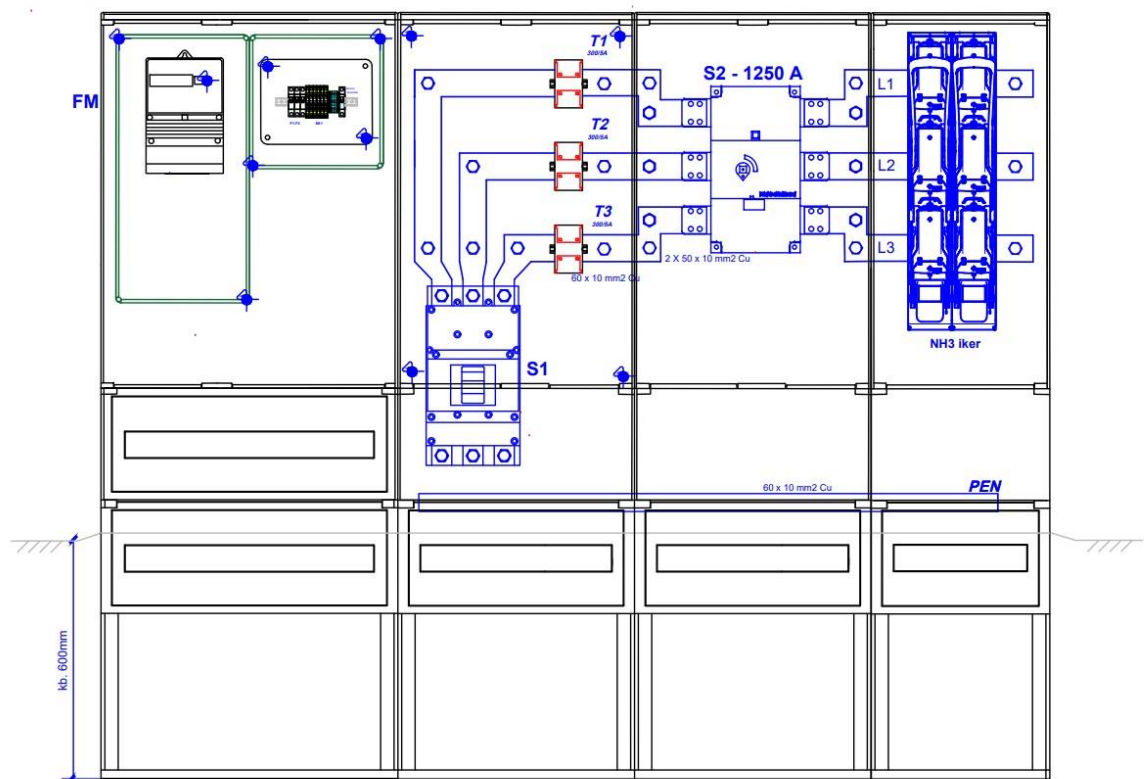 FM
T1
300/5A
T2
300/5A
T3
300/5A
S2 - 1250 A
L1
L2
L3
2 X 50 x 10 mm2 Cu
60 x 10 mm2 Cu
NH3 iker
S1
60 x 10 mm2 Cu
PEN
kb. 600mm